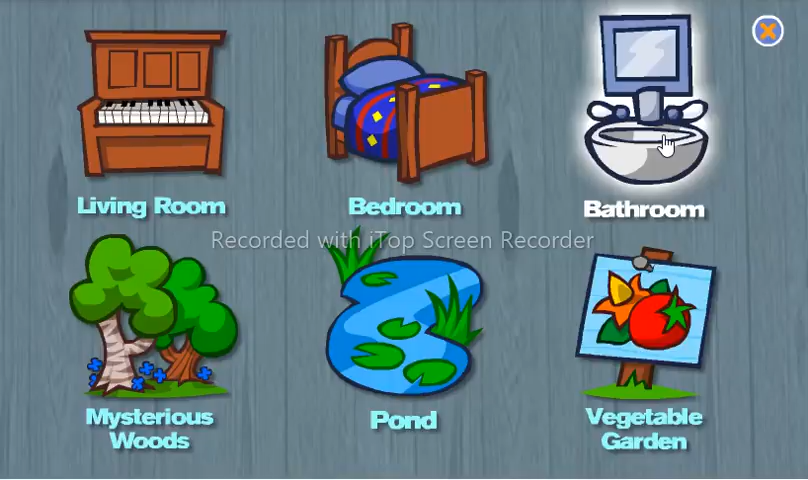 Living Room
Bedroom
Bathroom
Recorded with iTop Screen Recorder
Mysterious
Woods
Pond
Vegetable
Garden